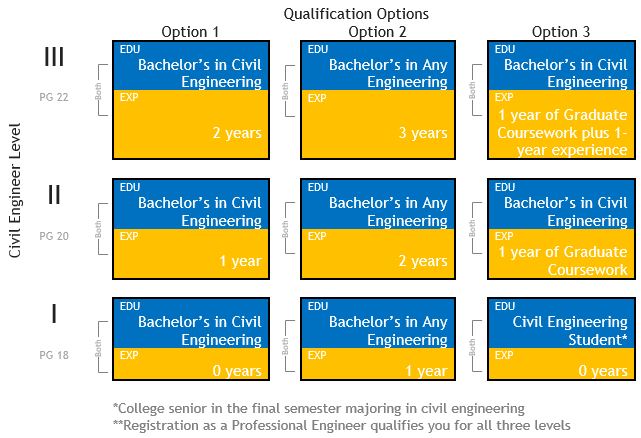 Qualification Options
Option 1
Option 2
Option 3
Civil Engineer Level
III
PG 22
Both
EDU
Bachelor's in Civil
Engineering
EXP
2 years
Both
EDU
Bachelor's in Any
Engineering
EXP
3 years
Both
EDU
Bachelor's in Civil
Engineering
EXP
1 year of Graduate
Coursework plus 1-
year experience
II
PG 20
Both
EDU
Bachelor's in Civil
Engineering
EXP
1 year
Both
EDU
Bachelor's in Any
Engineering
EXP
2 years
Both
EDU
Bachelor's in Civil
Engineering
EXP
1 year of Graduate
Coursework
I
PG 18
Both
EDU
Bachelor's in Civil
Engineering
EXP
0 years
Both
EDU
Bachelor's in Any
Engineering
EXP
1 year
Both
EDU
Civil Engineering
Student*
EXP
0 years
*College senior in the final semester majoring in civil engineering
**Registration as a Professional Engineer qualifies you for all three levels